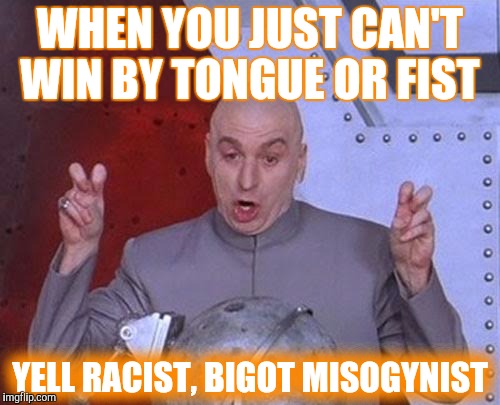 WHEN YOU JUST CAN'T
WIN BY TONGUE OR FIST
YELL RACIST, BIGOT MISOGYNIST
imgflip.com